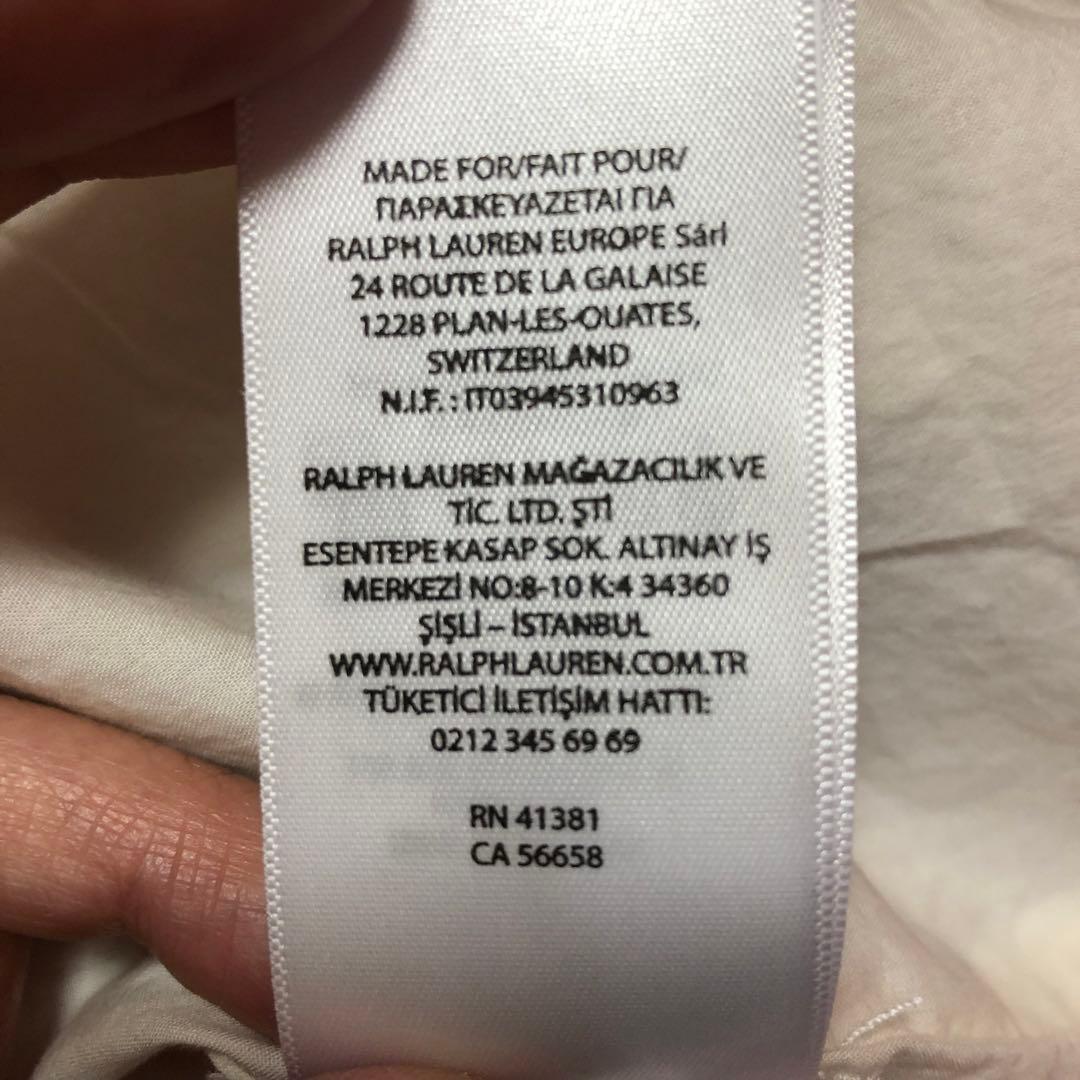 MADE FOR/FAIT POUR/
ΠΑΡΑΣΚΕΥΑΖΕΤΑΙ ΓΙΑ
RALPH LAUREN EUROPE Sárl
24 ROUTE DE LA GALAISE
1228 PLAN-LES-OUATES,
SWITZERLAND
N.I.F. : IT03945310963
RALPH LAUREN MAĞAZACILIK VE
TİC. LTD. ŞTİ
ESENTEPE KASAP SOK. ALTINAY İŞ
MERKEZİ NO:8-10 K:4 34360
ŞİŞLİ – İSTANBUL
WWW.RALPHLAUREN.COM.TR
TÜKETİCİ İLETİŞİM HATTI:
0212 345 69 69
RN 41381
CA 56658